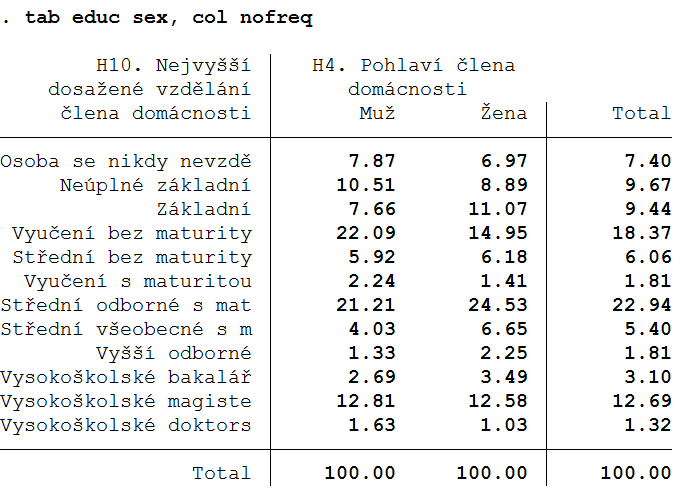 . tab educ sex, col nofreq
H10. Nejvyšší H4. Pohlaví člena
dosažené vzdělání domácnosti
člena domácnosti Muž Žena Total
Osoba se nikdy nevzdě 7.87 6.97 7.40
Neúplné základní 10.51 8.89 9.67
Základní 7.66 11.07 9.44
Vyučení bez maturity 22.09 14.95 18.37
Střední bez maturity 5.92 6.18 6.06
Vyučení s maturitou 2.24 1.41 1.81
Střední odborné s mat 21.21 24.53 22.94
Střední všeobecné s m 4.03 6.65 5.40
Vyšší odborné 1.33 2.25 1.81
Vysokoškolské bakalář 2.69 3.49 3.10
Vysokoškolské magiste 12.81 12.58 12.69
Vysokoškolské doktors 1.63 1.03 1.32
Total 100.00 100.00 100.00